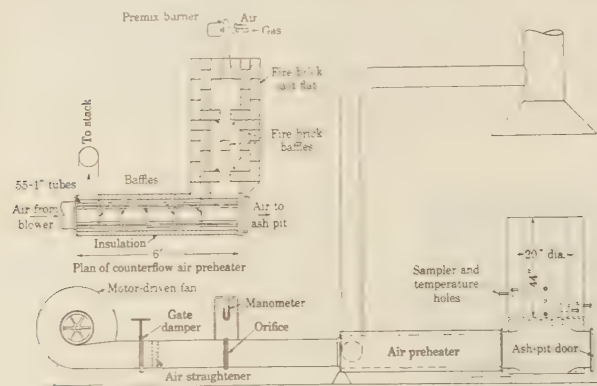 Premix burner
Air
Gas
Fire brick
laid flat
Fire brick
baffles
To stack
55-1" tubes
Baffles
Air from
blower
Air to
ash pit
Insulation
6'
Plan of counterflow air preheater
Motor-driven fan
Gate
damper
Manometer
Orifice
Air straightener
Sampler and
temperature
holes
20" dia.
44"
Air preheater
Ash-pit door